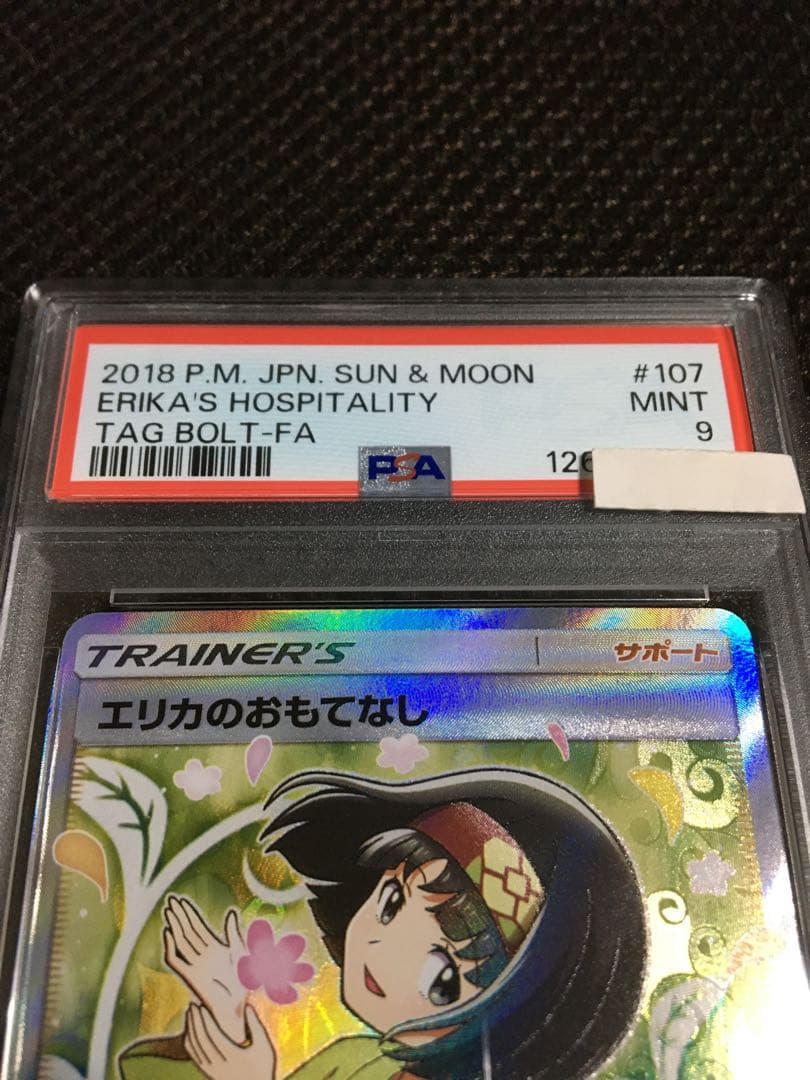 2018 P.M. JPN. SUN & MOON #107
ERIKA'S HOSPITALITY MINT
TAG BOLT-FA 9
PSA 126
TRAINER'S サポート
エリカのおもてなし